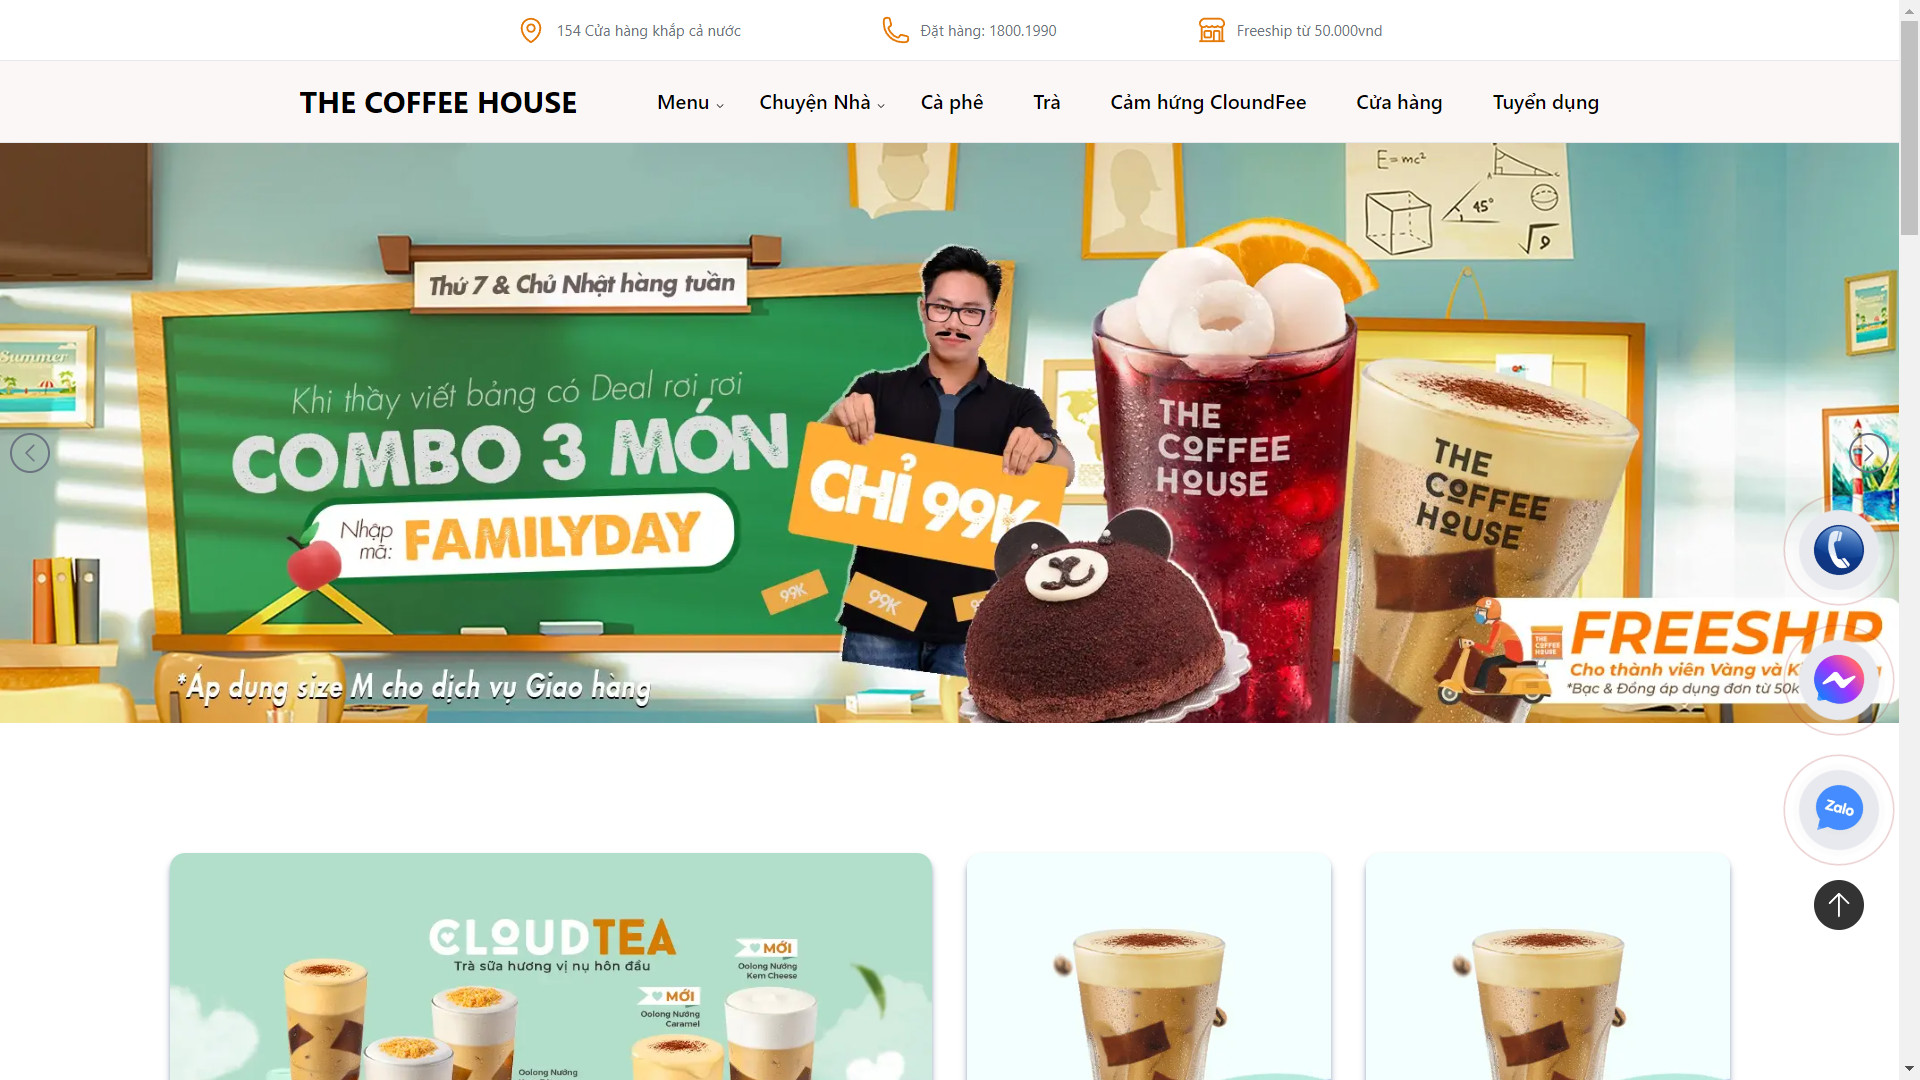 154 Cửa hàng khắp cả nước
Đặt hàng: 1800.1990
Freeship từ 50.000vnd
THE COFFEE HOUSE
Menu
Chuyện Nhà
Cà phê
Trà
Cảm hứng CloundFee
Cửa hàng
Tuyển dụng
E=mc²
45°
√9
Thứ 7 & Chủ Nhật hàng tuần
Summer
Khi thầy viết bảng có Deal rơi rơi
COMBO 3 MÓN
Nhập
mã:
FAMILYDAY
CHỈ 99K
99K
99K
*Áp dụng size M cho dịch vụ Giao hàng
THE
COFFEE
HOUSE
THE
COFFEE
HOUSE
THE
COFFEE
HOUSE
FREESHIP
Cho thành viên Vàng và
*Bạc & Đồng áp dụng đơn từ 50k
Zalo
CLOUDTEA
Trà sữa hương vị nụ hôn đầu
MỚI
Oolong Nướng
Kem Cheese
MỚI
Oolong Nướng
Caramel
Oolong Nướng